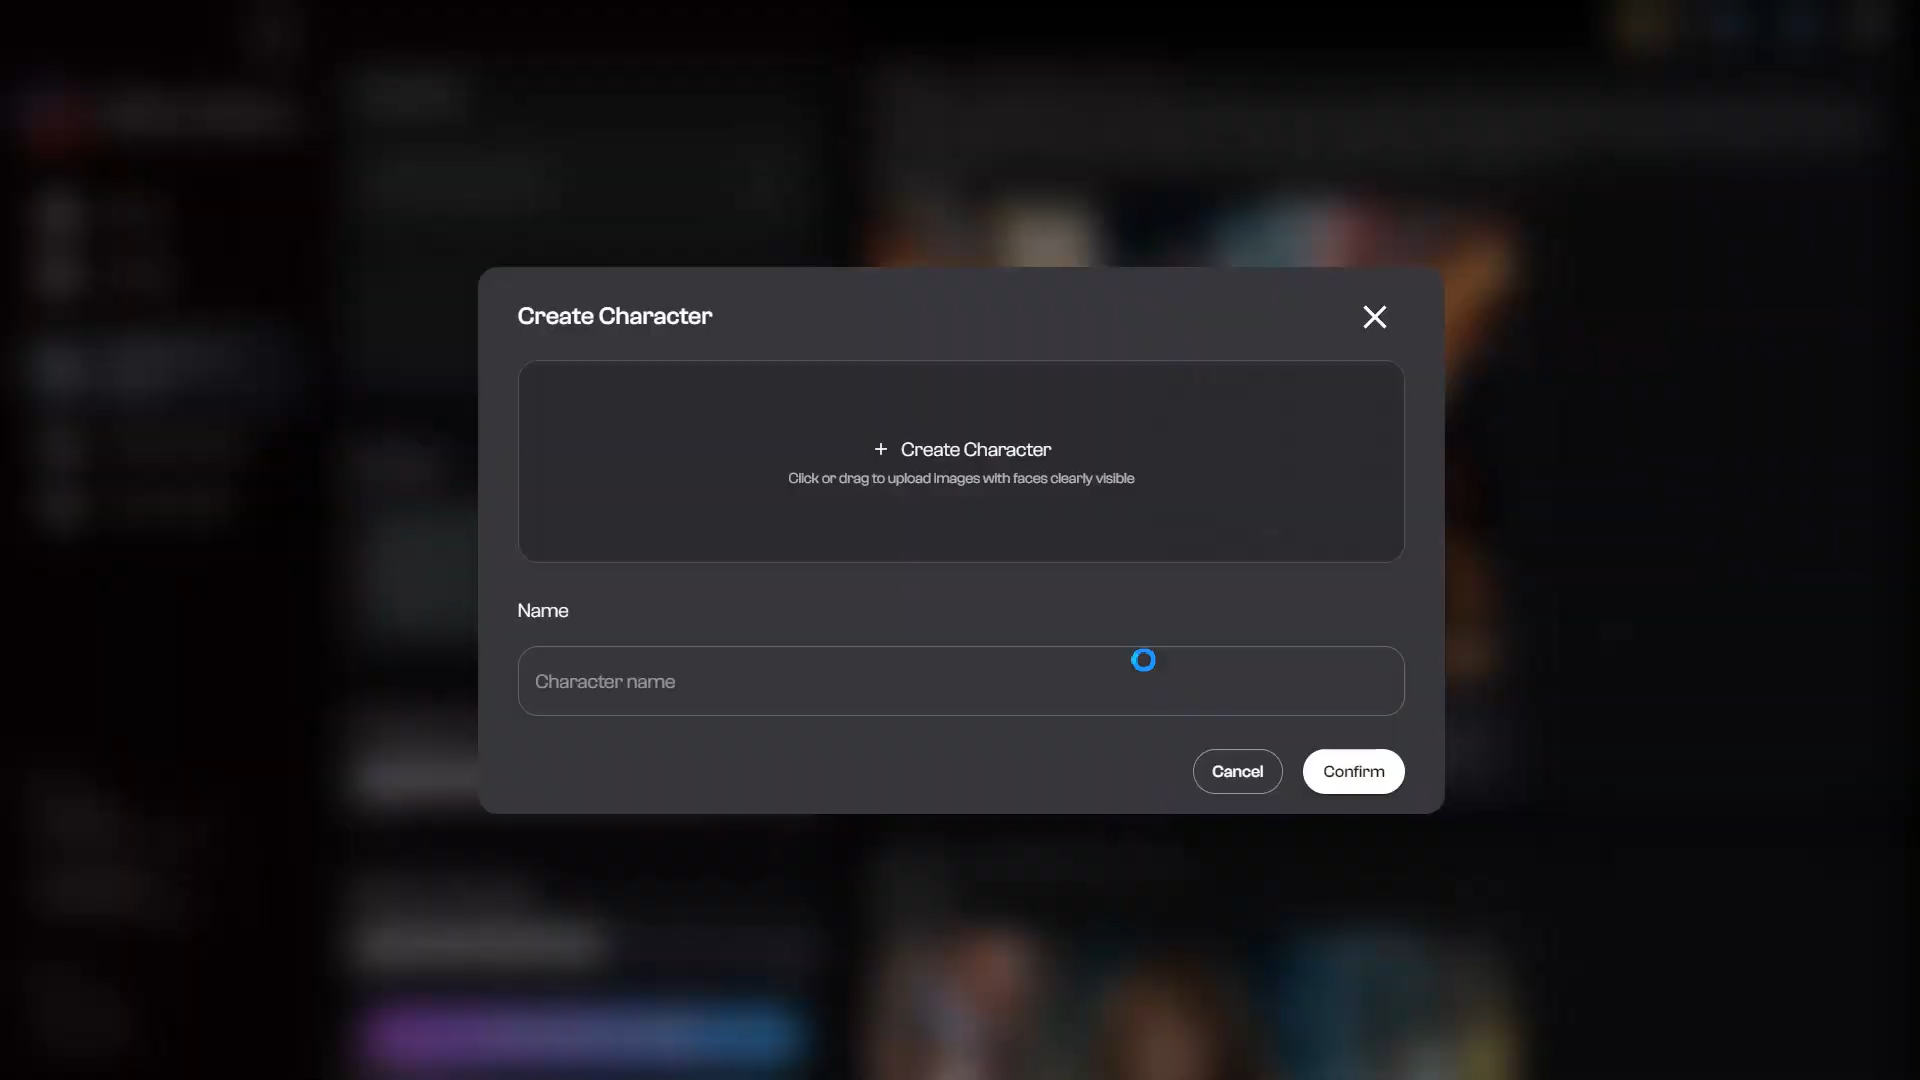 Create Character
+ Create Character
Click or drag to upload images with faces clearly visible
Name
Character name
Cancel
Confirm